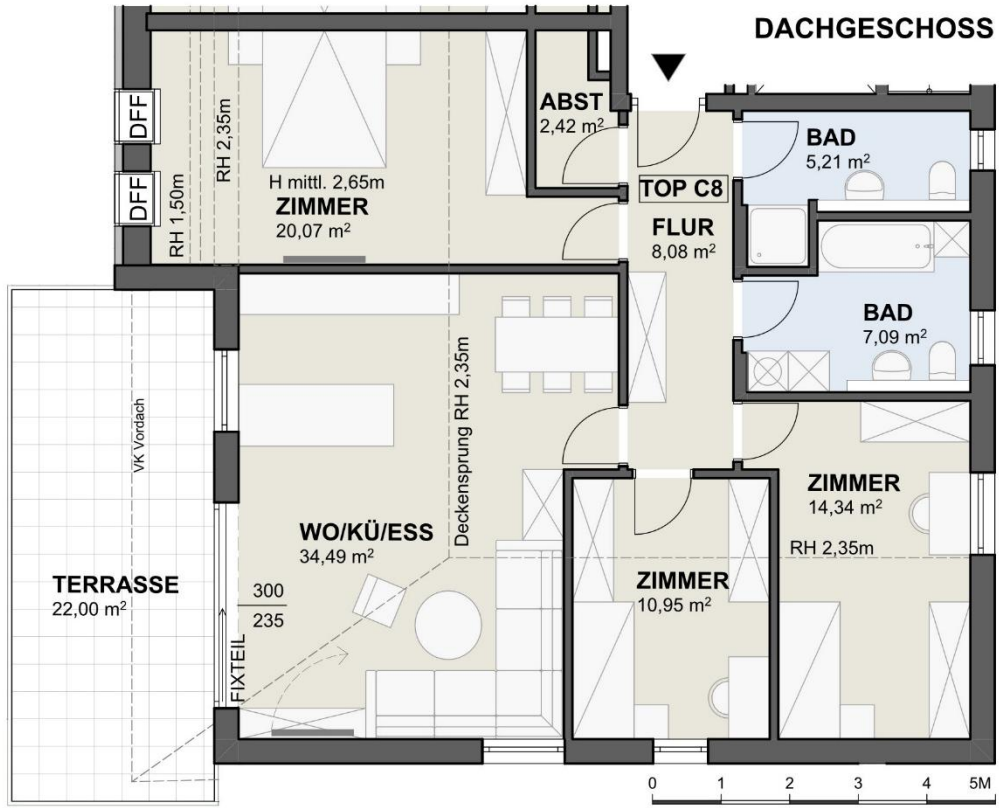 DACHGESCHOSS
DFF
DFF
RH 1,50m
RH 2,35m
H mittl. 2,65m
ZIMMER
20,07 m²
ABST
2,42 m²
TOP C8
FLUR
8,08 m²
BAD
5,21 m²
BAD
7,09 m²
VK Vordach
Deckensprung RH 2,35m
WO/KÜ/ESS
34,49 m²
TERRASSE
22,00 m²
300
235
FIXTEIL
ZIMMER
10,95 m²
ZIMMER
14,34 m²
RH 2,35m
0 1 2 3 4 5M